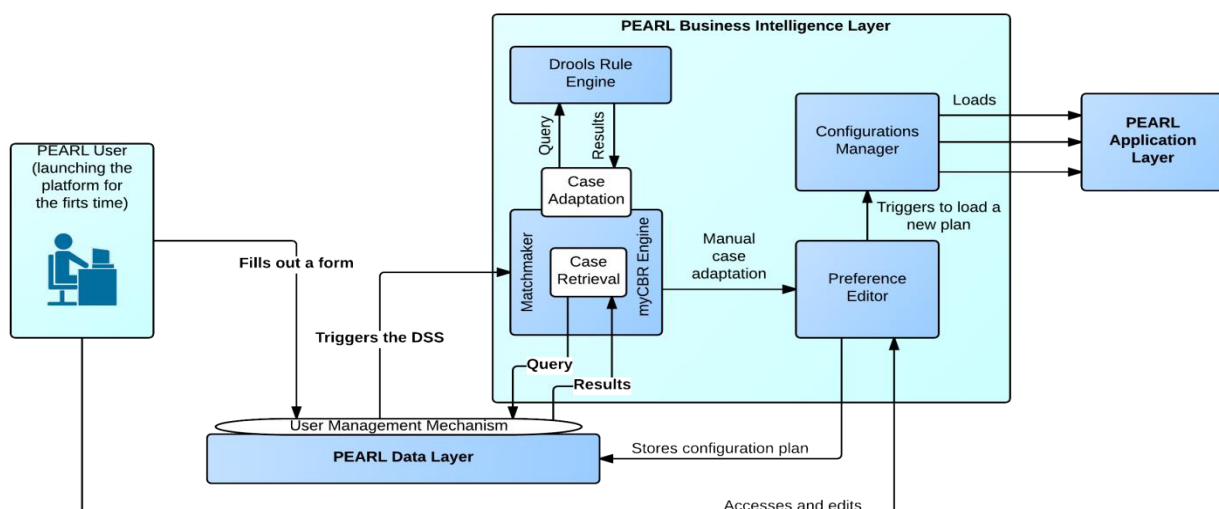 PEARL Business Intelligence Layer
Drools Rule
Engine
Query
Results
Case
Adaptation
Matchmaker
myCBR Engine
Case
Retrieval
Configurations
Manager
Loads
PEARL
Application
Layer
PEARL User
(launching the
platform for
the firts time)
Fills out a form
Triggers the DSS
Manual
case
adaptation
Triggers to load a
new plan
Preference
Editor
Query
Results
User Management Mechanism
PEARL Data Layer
Stores configuration plan
Accesses and edits